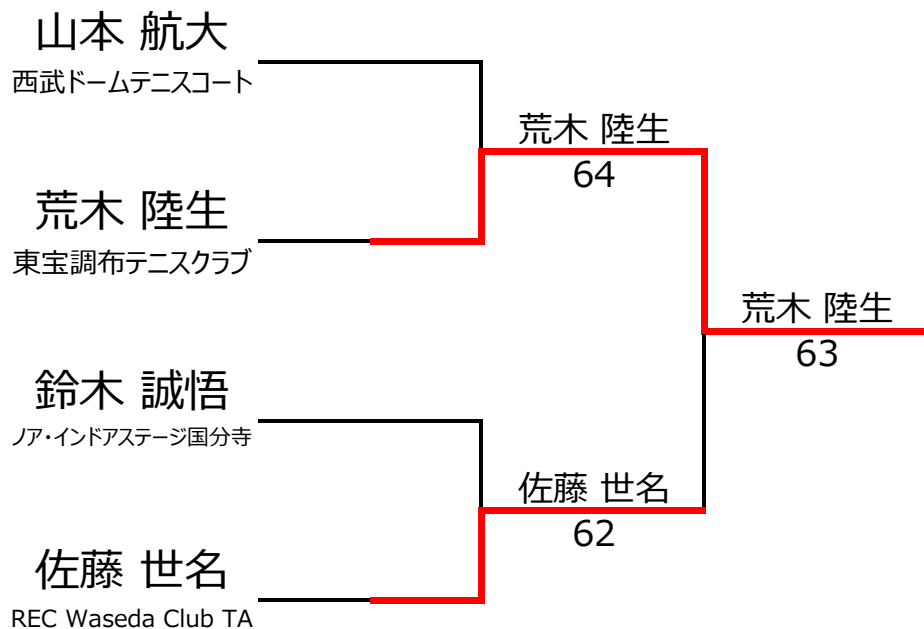 山本 航大
西武ドームテニスコート
荒木 陸生
64
荒木 陸生
東宝調布テニスクラブ
荒木 陸生
63
鈴木 誠悟
ノア・インドアステージ国分寺
佐藤 世名
62
佐藤 世名
REC Waseda Club TA